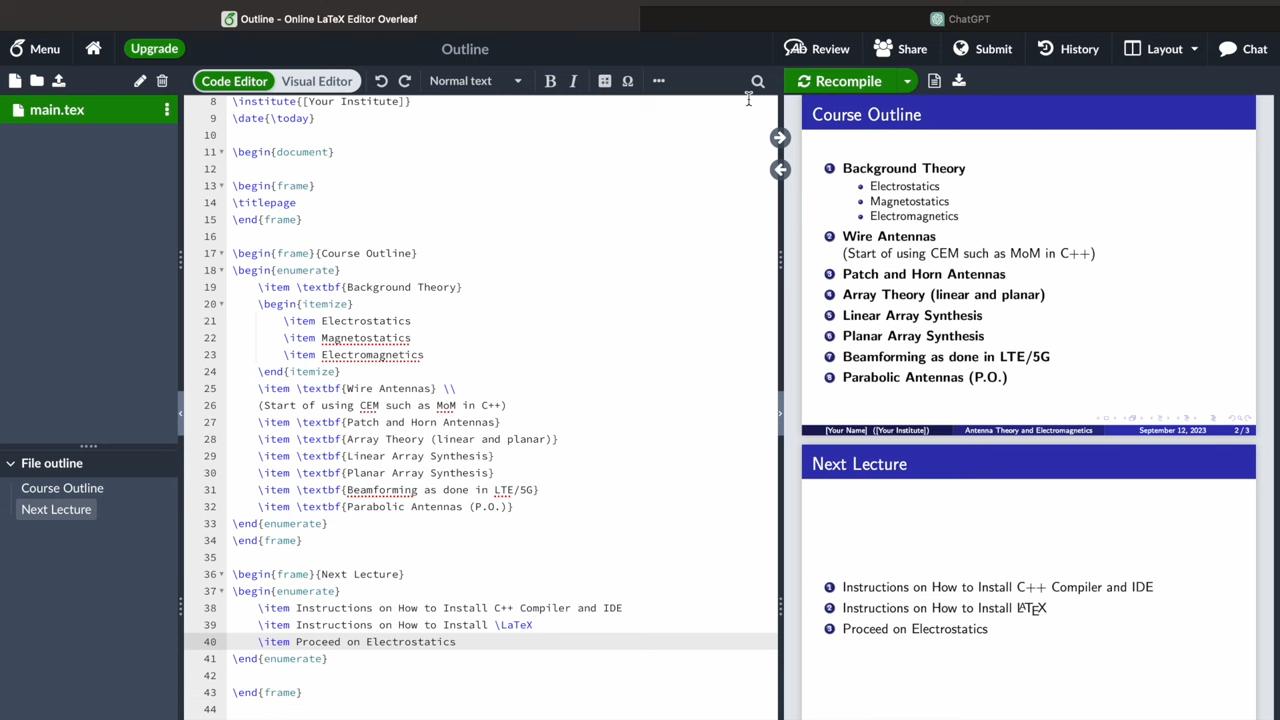 Outline - Online LaTeX Editor Overleaf
ChatGPT
Menu
Upgrade
Outline
Review
Share
Submit
History
Layout
Chat
Code Editor
Visual Editor
Normal text
B
I
Ω
Recompile
main.tex
File outline
Course Outline
Next Lecture
8 \institute{[Your Institute]}
9 \date{\today}
10
11 \begin{document}
12
13 \begin{frame}
14 \titlepage
15 \end{frame}
16
17 \begin{frame}{Course Outline}
18 \begin{enumerate}
19 \item \textbf{Background Theory}
20 \begin{itemize}
21 \item Electrostatics
22 \item Magnetostatics
23 \item Electromagnetics
24 \end{itemize}
25 \item \textbf{Wire Antennas} \\
26 (Start of using CEM such as MoM in C++)
27 \item \textbf{Patch and Horn Antennas}
28 \item \textbf{Array Theory (linear and planar)}
29 \item \textbf{Linear Array Synthesis}
30 \item \textbf{Planar Array Synthesis}
31 \item \textbf{Beamforming as done in LTE/5G}
32 \item \textbf{Parabolic Antennas (P.O.)}
33 \end{enumerate}
34 \end{frame}
35
36 \begin{frame}{Next Lecture}
37 \begin{enumerate}
38 \item Instructions on How to Install C++ Compiler and IDE
39 \item Instructions on How to Install \LaTeX
40 \item Proceed on Electrostatics
41 \end{enumerate}
42
43 \end{frame}
44
Course Outline
1 Background Theory
Electrostatics
Magnetostatics
Electromagnetics
2 Wire Antennas
(Start of using CEM such as MoM in C++)
3 Patch and Horn Antennas
4 Array Theory (linear and planar)
5 Linear Array Synthesis
6 Planar Array Synthesis
7 Beamforming as done in LTE/5G
8 Parabolic Antennas (P.O.)
[Your Name] ([Your Institute]) Antenna Theory and Electromagnetics September 12, 2023 2/3
Next Lecture
1 Instructions on How to Install C++ Compiler and IDE
2 Instructions on How to Install LATEX
3 Proceed on Electrostatics